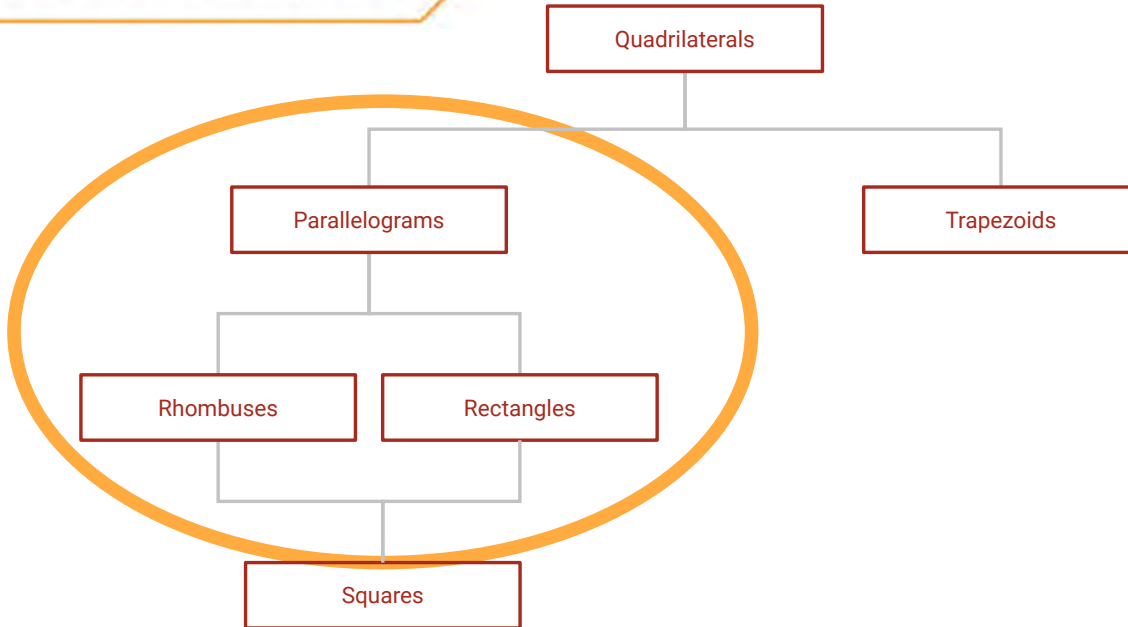 Quadrilaterals
Parallelograms
Trapezoids
Rhombuses
Rectangles
Squares